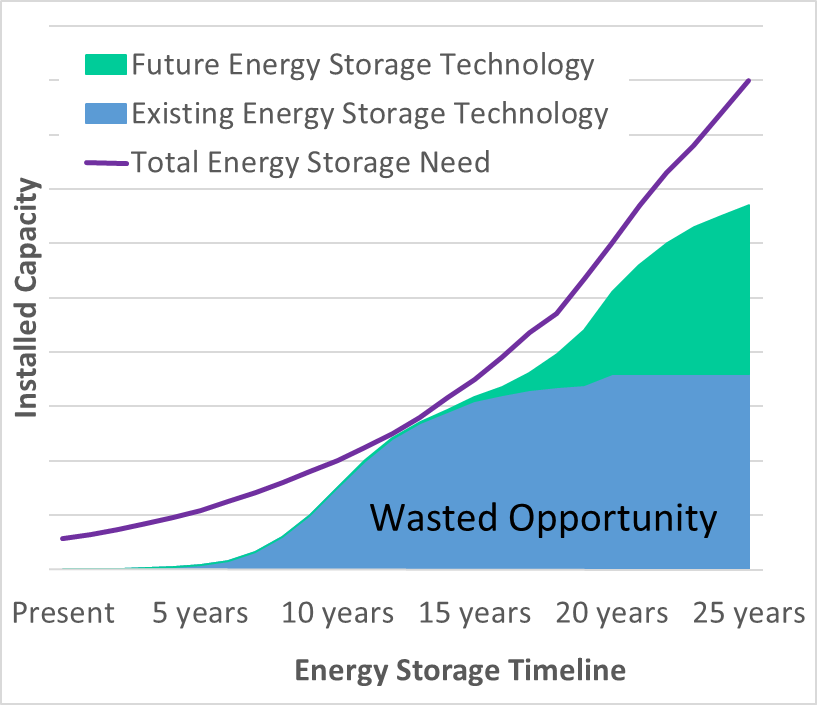 Future Energy Storage Technology
Existing Energy Storage Technology
Total Energy Storage Need
Installed Capacity
Wasted Opportunity
Present 5 years 10 years 15 years 20 years 25 years
Energy Storage Timeline